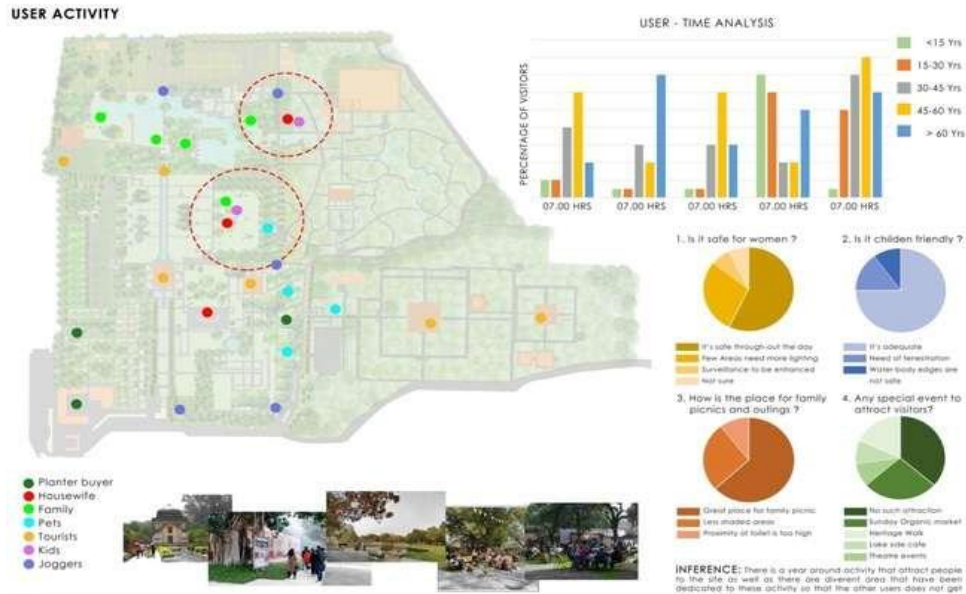 USER ACTIVITY
USER - TIME ANALYSIS
PERCENTAGE OF VISITORS
<15 Yrs
15-30 Yrs
30-45 Yrs
45-60 Yrs
> 60 Yrs
07.00 HRS
07.00 HRS
07.00 HRS
07.00 HRS
07.00 HRS
1. Is it safe for women ?
It's safe through-out the day
Few Areas need more lighting
Surveillance to be enhanced
Not sure
2. Is it childen friendly ?
It's adequate
Need of fenestration
Water body edges are
not safe
3. How is the place for family
picnics and outings ?
Great place for family picnic
Less shaded areas
Proximity of toilet is too high
4. Any special event to
attract visitors?
No such attraction
Sunday Organic market
Heritage Walk
Lake side cafe
Theatre events
Planter buyer
Housewife
Family
Pets
Tourists
Kids
Joggers
INFERENCE: There is a year around activity that attract people
to the site as well as there are diverent area that have been
dedicated to these activity so that the other users does not get